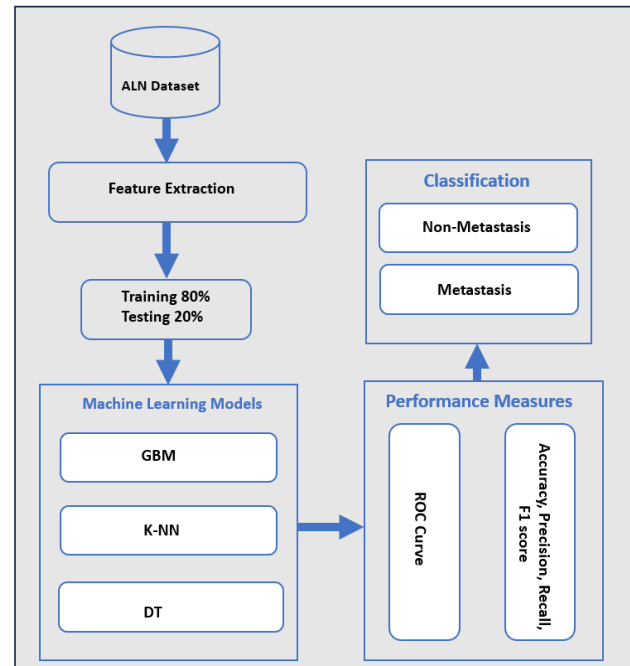 ALN Dataset
Feature Extraction
Training 80%
Testing 20%
Machine Learning Models
GBM
K-NN
DT
Performance Measures
ROC Curve
Accuracy, Precision, Recall,
F1 score
Classification
Non-Metastasis
Metastasis